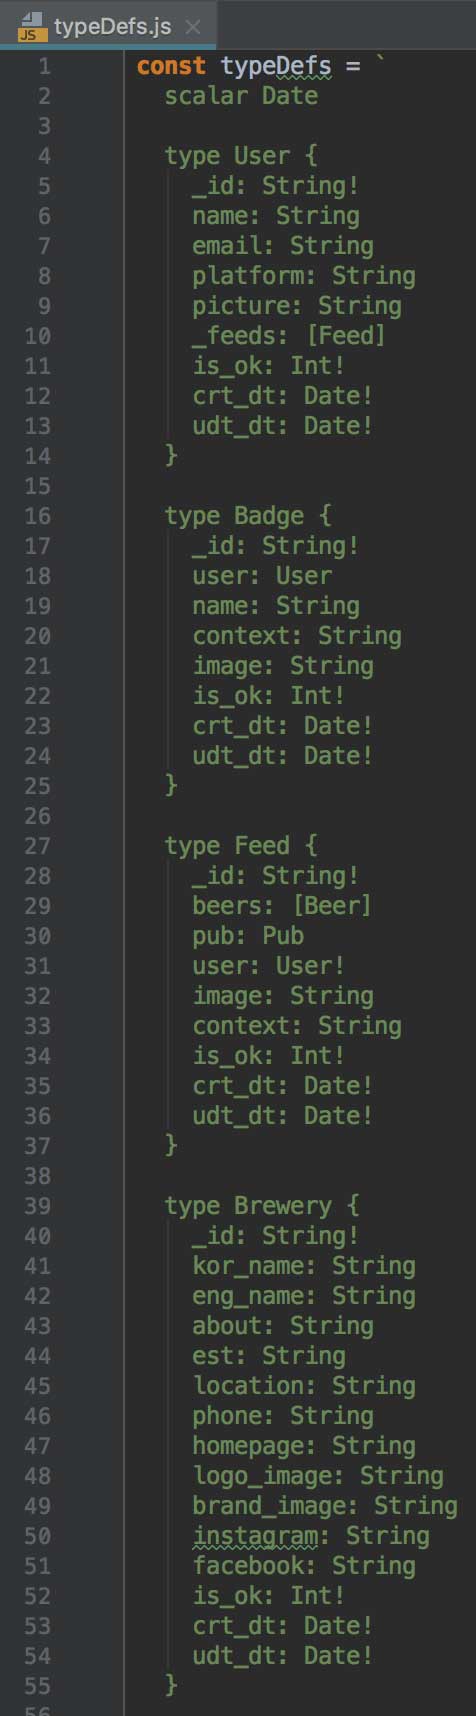 JS typeDefs.js ×
1 const typeDefs = `
2   scalar Date
3
4   type User {
5     _id: String!
6     name: String
7     email: String
8     platform: String
9     picture: String
10     _feeds: [Feed]
11     is_ok: Int!
12     crt_dt: Date!
13     udt_dt: Date!
14   }
15
16   type Badge {
17     _id: String!
18     user: User
19     name: String
20     context: String
21     image: String
22     is_ok: Int!
23     crt_dt: Date!
24     udt_dt: Date!
25   }
26
27   type Feed {
28     _id: String!
29     beers: [Beer]
30     pub: Pub
31     user: User!
32     image: String
33     context: String
34     is_ok: Int!
35     crt_dt: Date!
36     udt_dt: Date!
37   }
38
39   type Brewery {
40     _id: String!
41     kor_name: String
42     eng_name: String
43     about: String
44     est: String
45     location: String
46     phone: String
47     homepage: String
48     logo_image: String
49     brand_image: String
50     instagram: String
51     facebook: String
52     is_ok: Int!
53     crt_dt: Date!
54     udt_dt: Date!
55   }
56